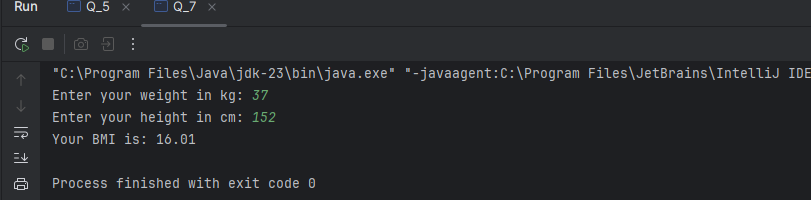 Run Q_5 Q_7
"C:\Program Files\Java\jdk-23\bin\java.exe" "-javaagent:C:\Program Files\JetBrains\IntelliJ IDE
Enter your weight in kg: 37
Enter your height in cm: 152
Your BMI is: 16.01
Process finished with exit code 0